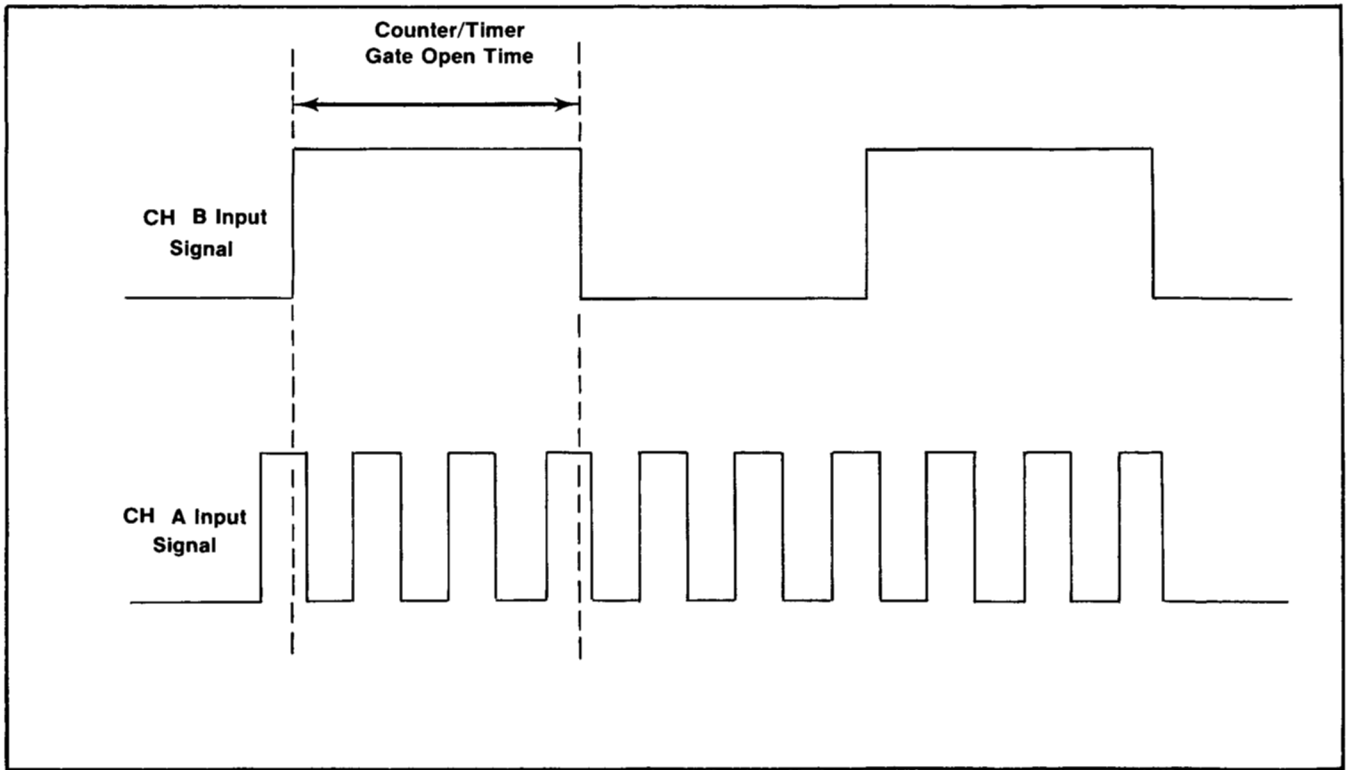 Counter/Timer
Gate Open Time
CH B Input
Signal
CH A Input
Signal